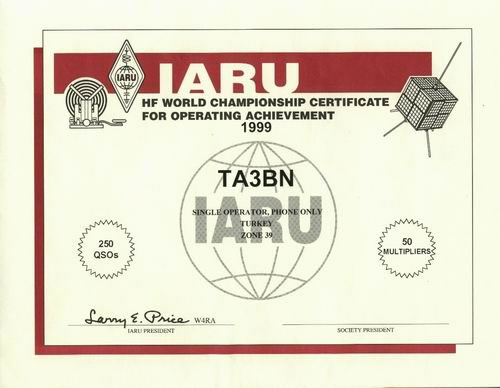 IARU
IARU
HF WORLD CHAMPIONSHIP CERTIFICATE
FOR OPERATING ACHIEVEMENT
1999
TA3BN
SINGLE OPERATOR, PHONE ONLY
IARU
TURKEY
ZONE 39
250
QSOs
50
MULTIPLIERS
Larry E. Price W4RA
IARU PRESIDENT
SOCIETY PRESIDENT